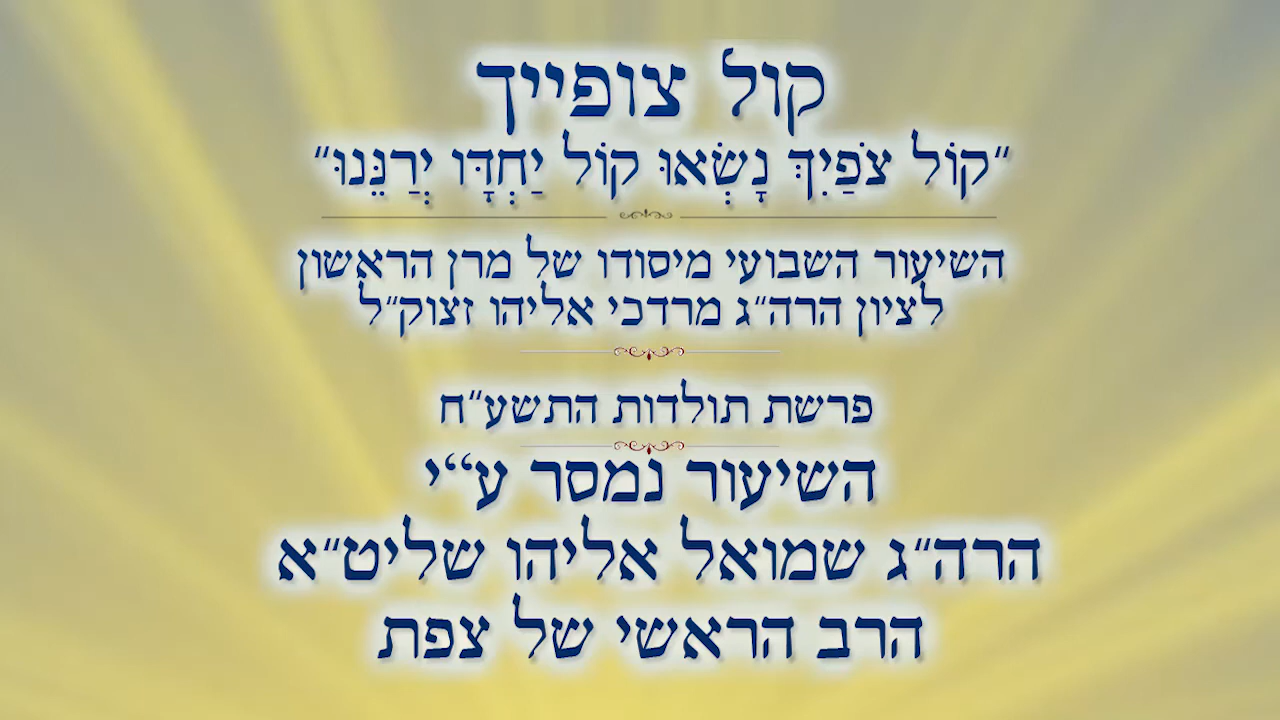 קול צופייך
"קוֹל צֹפַיִךְ נָשְׂאוּ קוֹל יַחְדָּו יְרַנֵּנוּ"
השיעור השבועי מיסודו של מרן הראשון
לציון הרה"ג מרדכי אליהו זצוק"ל
פרשת תולדות התשע"ח
השיעור נמסר ע"י
הרה"ג שמואל אליהו שליט"א
הרב הראשי של צפת